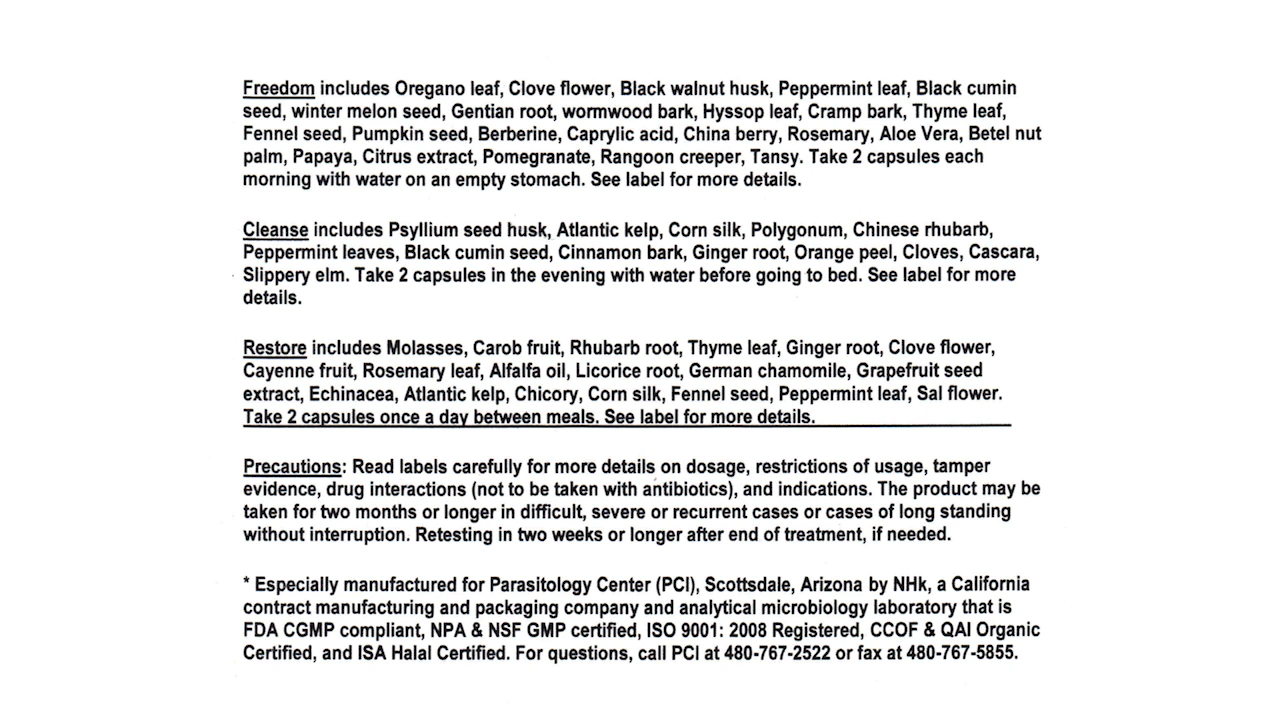 Freedom includes Oregano leaf, Clove flower, Black walnut husk, Peppermint leaf, Black cumin
seed, winter melon seed, Gentian root, wormwood bark, Hyssop leaf, Cramp bark, Thyme leaf,
Fennel seed, Pumpkin seed, Berberine, Caprylic acid, China berry, Rosemary, Aloe Vera, Betel nut
palm, Papaya, Citrus extract, Pomegranate, Rangoon creeper, Tansy. Take 2 capsules each
morning with water on an empty stomach. See label for more details.
Cleanse includes Psyllium seed husk, Atlantic kelp, Corn silk, Polygonum, Chinese rhubarb,
Peppermint leaves, Black cumin seed, Cinnamon bark, Ginger root, Orange peel, Cloves, Cascara,
Slippery elm. Take 2 capsules in the evening with water before going to bed. See label for more
details.
Restore includes Molasses, Carob fruit, Rhubarb root, Thyme leaf, Ginger root, Clove flower,
Cayenne fruit, Rosemary leaf, Alfalfa oil, Licorice root, German chamomile, Grapefruit seed
extract, Echinacea, Atlantic kelp, Chicory, Corn silk, Fennel seed, Peppermint leaf, Sal flower.
Take 2 capsules once a day between meals. See label for more details.
Precautions: Read labels carefully for more details on dosage, restrictions of usage, tamper
evidence, drug interactions (not to be taken with antibiotics), and indications. The product may be
taken for two months or longer in difficult, severe or recurrent cases or cases of long standing
without interruption. Retesting in two weeks or longer after end of treatment, if needed.
* Especially manufactured for Parasitology Center (PCI), Scottsdale, Arizona by NHk, a California
contract manufacturing and packaging company and analytical microbiology laboratory that is
FDA CGMP compliant, NPA & NSF GMP certified, ISO 9001: 2008 Registered, CCOF & QAI Organic
Certified, and ISA Halal Certified. For questions, call PCI at 480-767-2522 or fax at 480-767-5855.